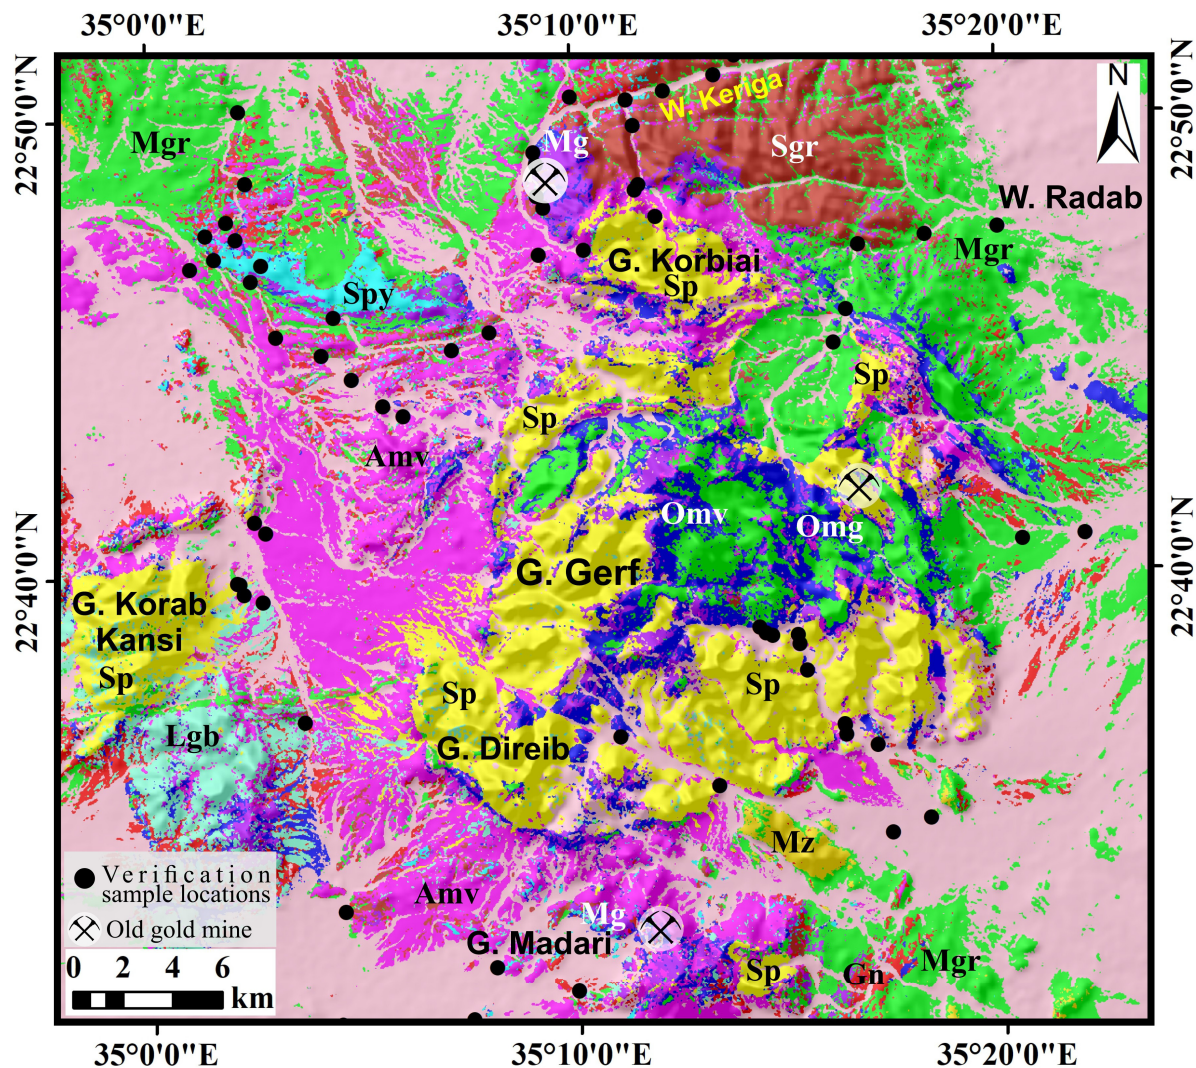 35°0'0"E 35°10'0"E 35°20'0"E
22°50'0"N
22°50'0"N
N
W. Keriga
Mgr
Mg
Sgr
W. Radab
Mgr
G. Korbiai
Sp
Spy
Sp
Sp
Amv
Omv
Omg
22°40'0"N
22°40'0"N
G. Gerf
G. Korab
Kansi
Sp
Sp
Sp
Lgb
G. Direib
Mz
Amv
Mg
G. Madari
Sp
Gn
Mgr
Verification
sample locations
Old gold mine
0 2 4 6
km
35°0'0"E 35°10'0"E 35°20'0"E